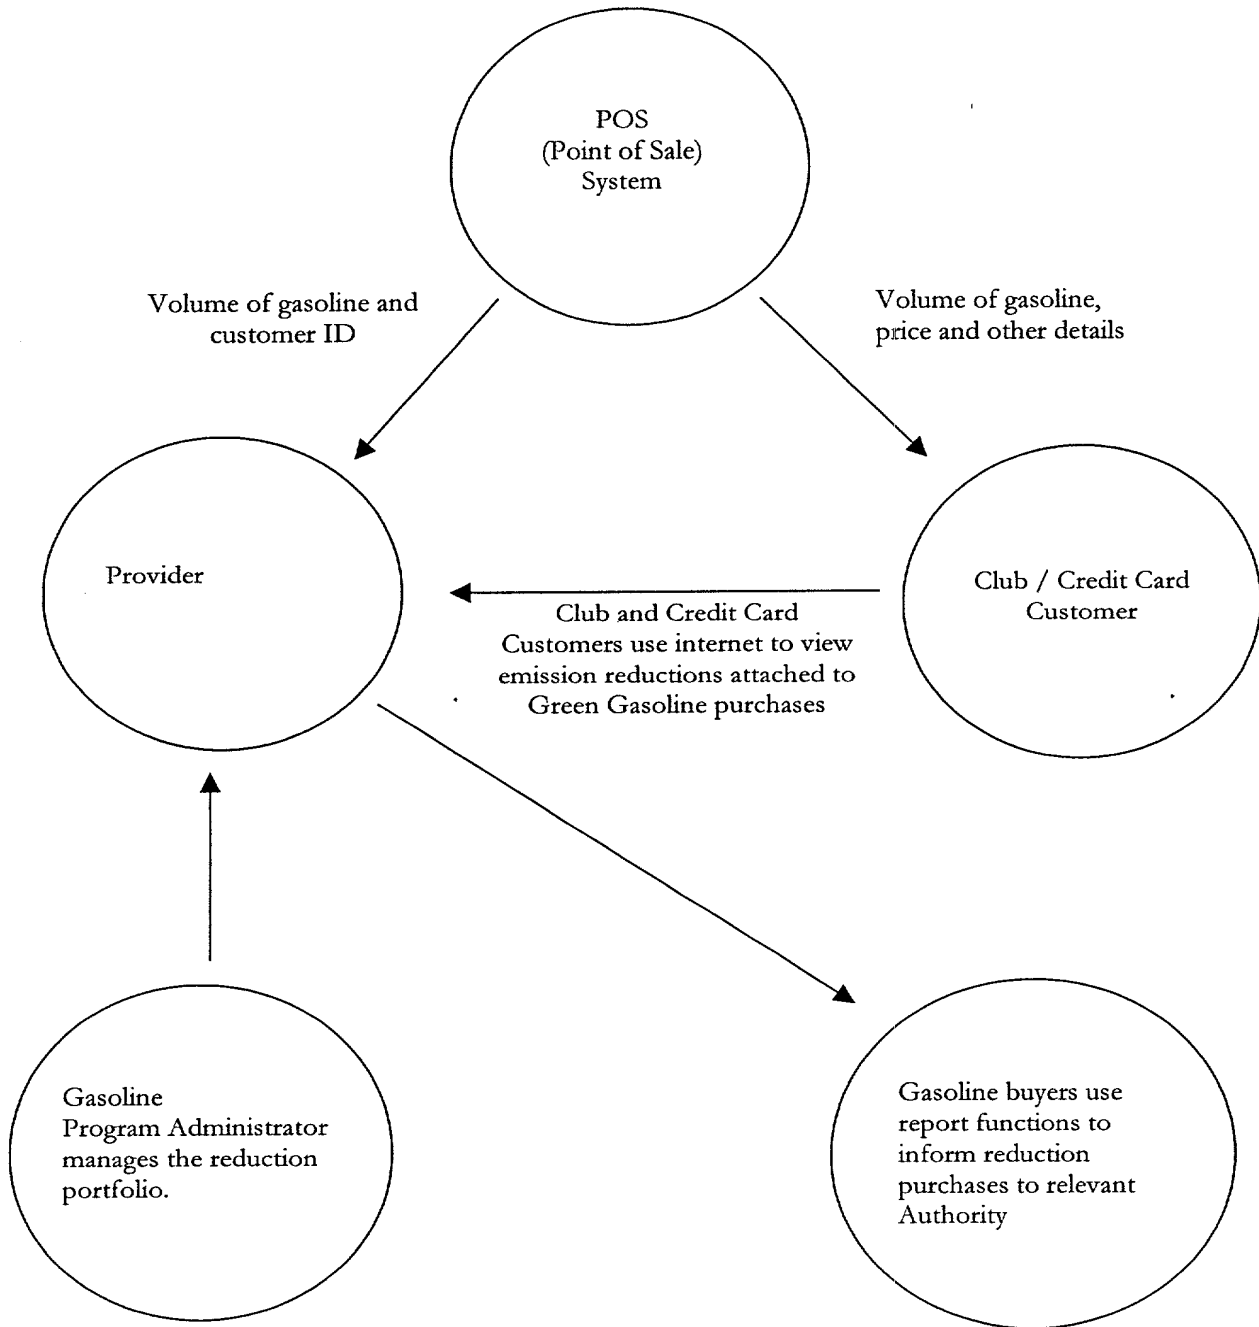 POS
(Point of Sale)
System
Volume of gasoline and
customer ID
Volume of gasoline,
price and other details
Provider
Club / Credit Card
Customer
Club and Credit Card
Customers use internet to view
emission reductions attached to
Green Gasoline purchases
Gasoline
Program Administrator
manages the reduction
portfolio.
Gasoline buyers use
report functions to
inform reduction
purchases to relevant
Authority